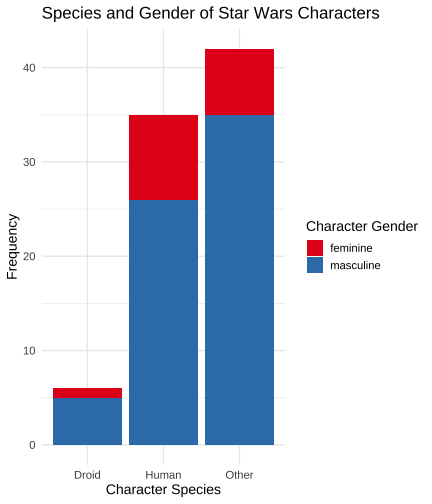 Species and Gender of Star Wars Characters
40
30
20
10
0
Frequency
Droid
Human
Other
Character Species
Character Gender
feminine
masculine